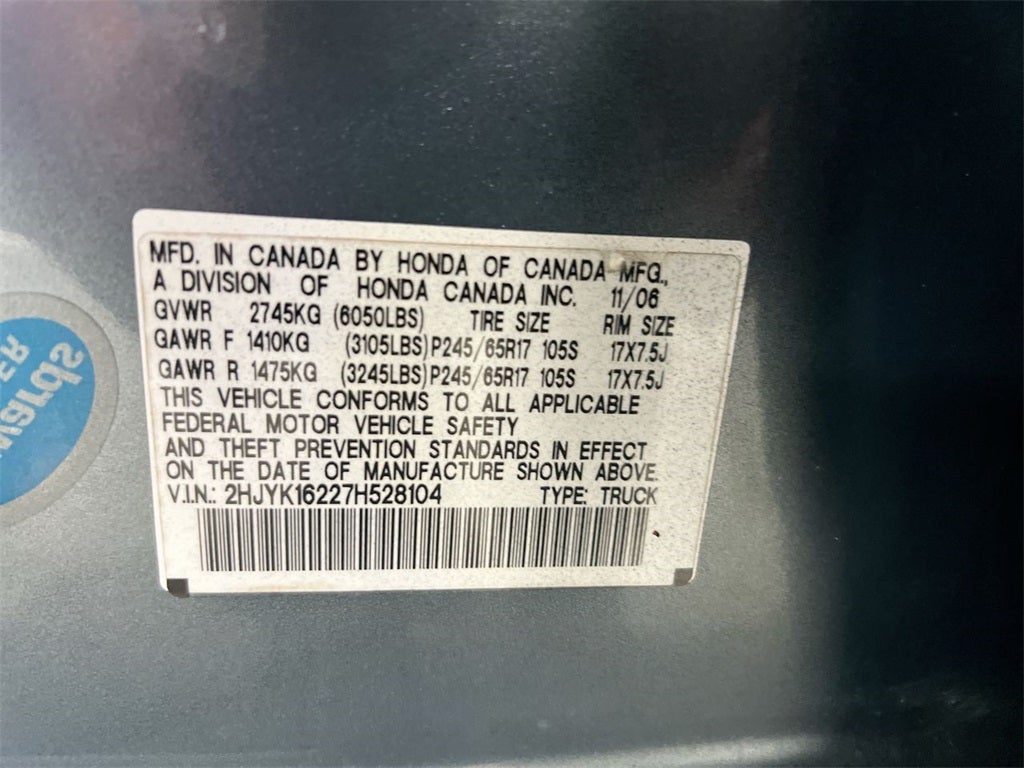 MFD. IN CANADA BY HONDA OF CANADA MFG.,
A DIVISION OF HONDA CANADA INC. 11/06
GVWR 2745KG (6050LBS) TIRE SIZE RIM SIZE
GAWR F 1410KG (3105LBS) P245/65R17 105S 17X7.5J
GAWR R 1475KG (3245LBS) P245/65R17 105S 17X7.5J
THIS VEHICLE CONFORMS TO ALL APPLICABLE
FEDERAL MOTOR VEHICLE SAFETY
AND THEFT PREVENTION STANDARDS IN EFFECT
ON THE DATE OF MANUFACTURE SHOWN ABOVE.
V.I.N.: 2HJYK16227H528104 TYPE: TRUCK